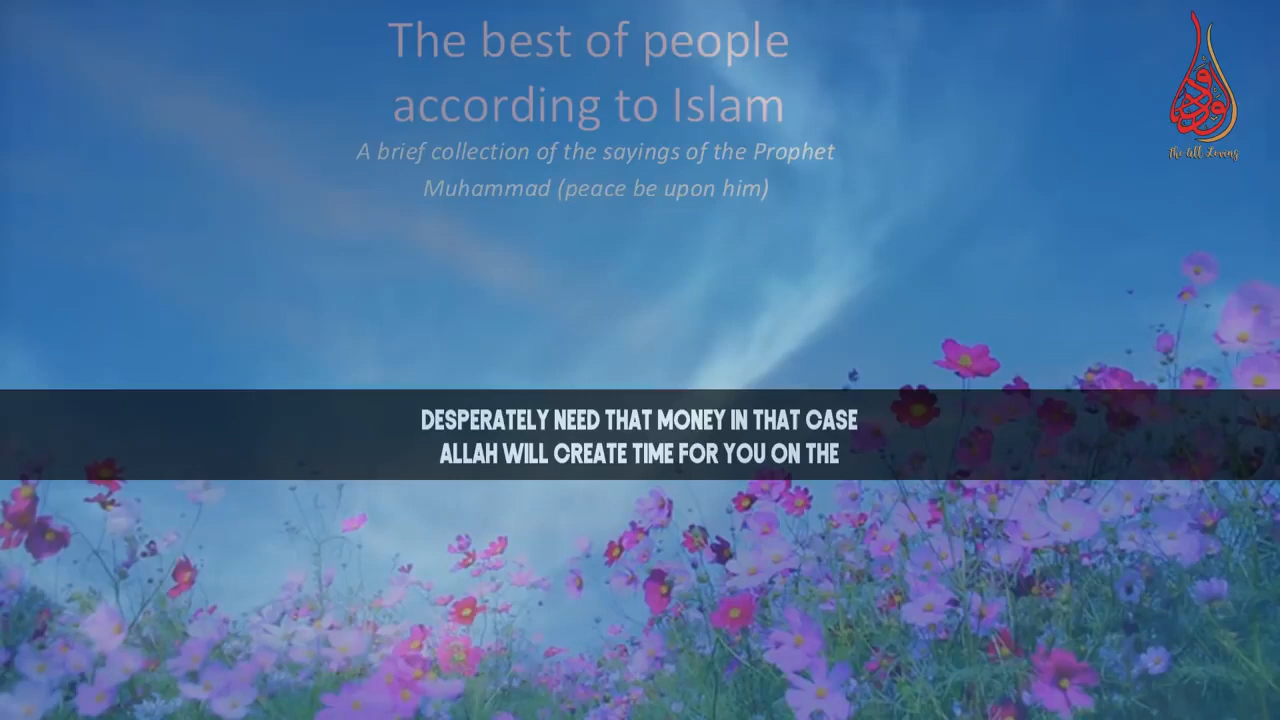 The best of people
according to Islam
A brief collection of the sayings of the Prophet
Muhammad (peace be upon him)
The All Loving
DESPERATELY NEED THAT MONEY IN THAT CASE
ALLAH WILL CREATE TIME FOR YOU ON THE